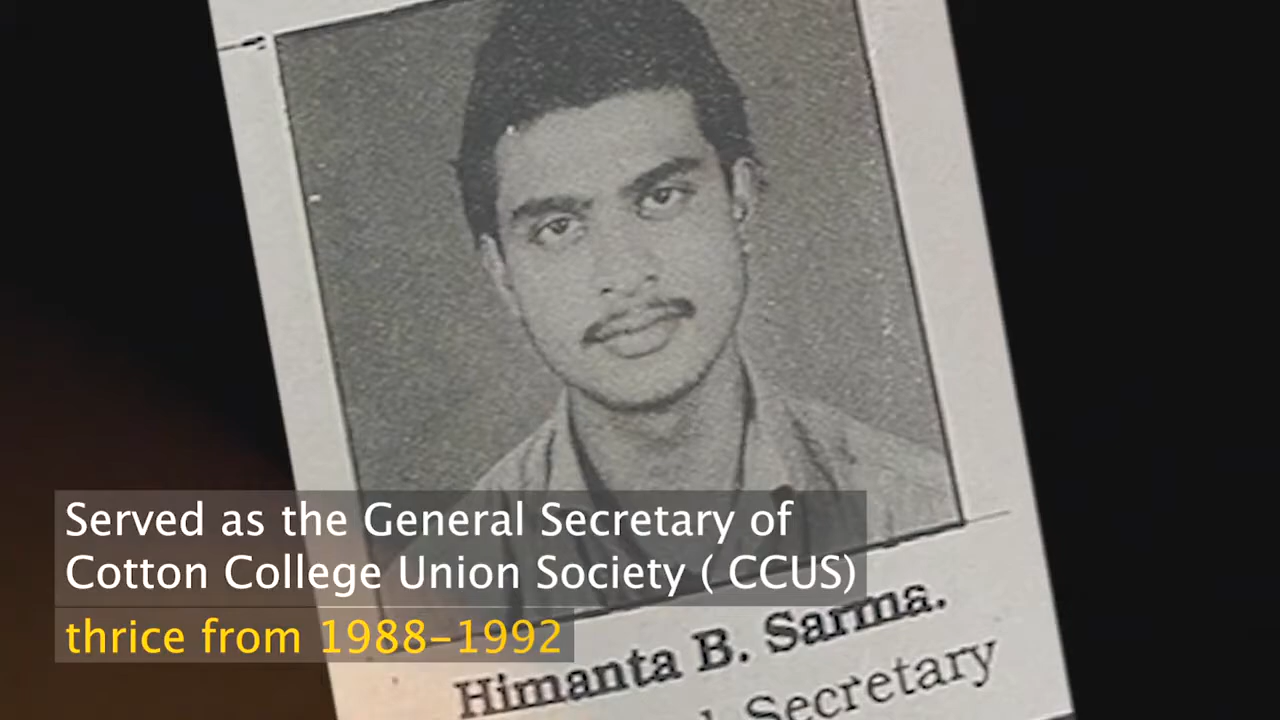 Served as the General Secretary of
Cotton College Union Society ( CCUS)
thrice from 1988-1992
Himanta B. Sarma.
Secretary